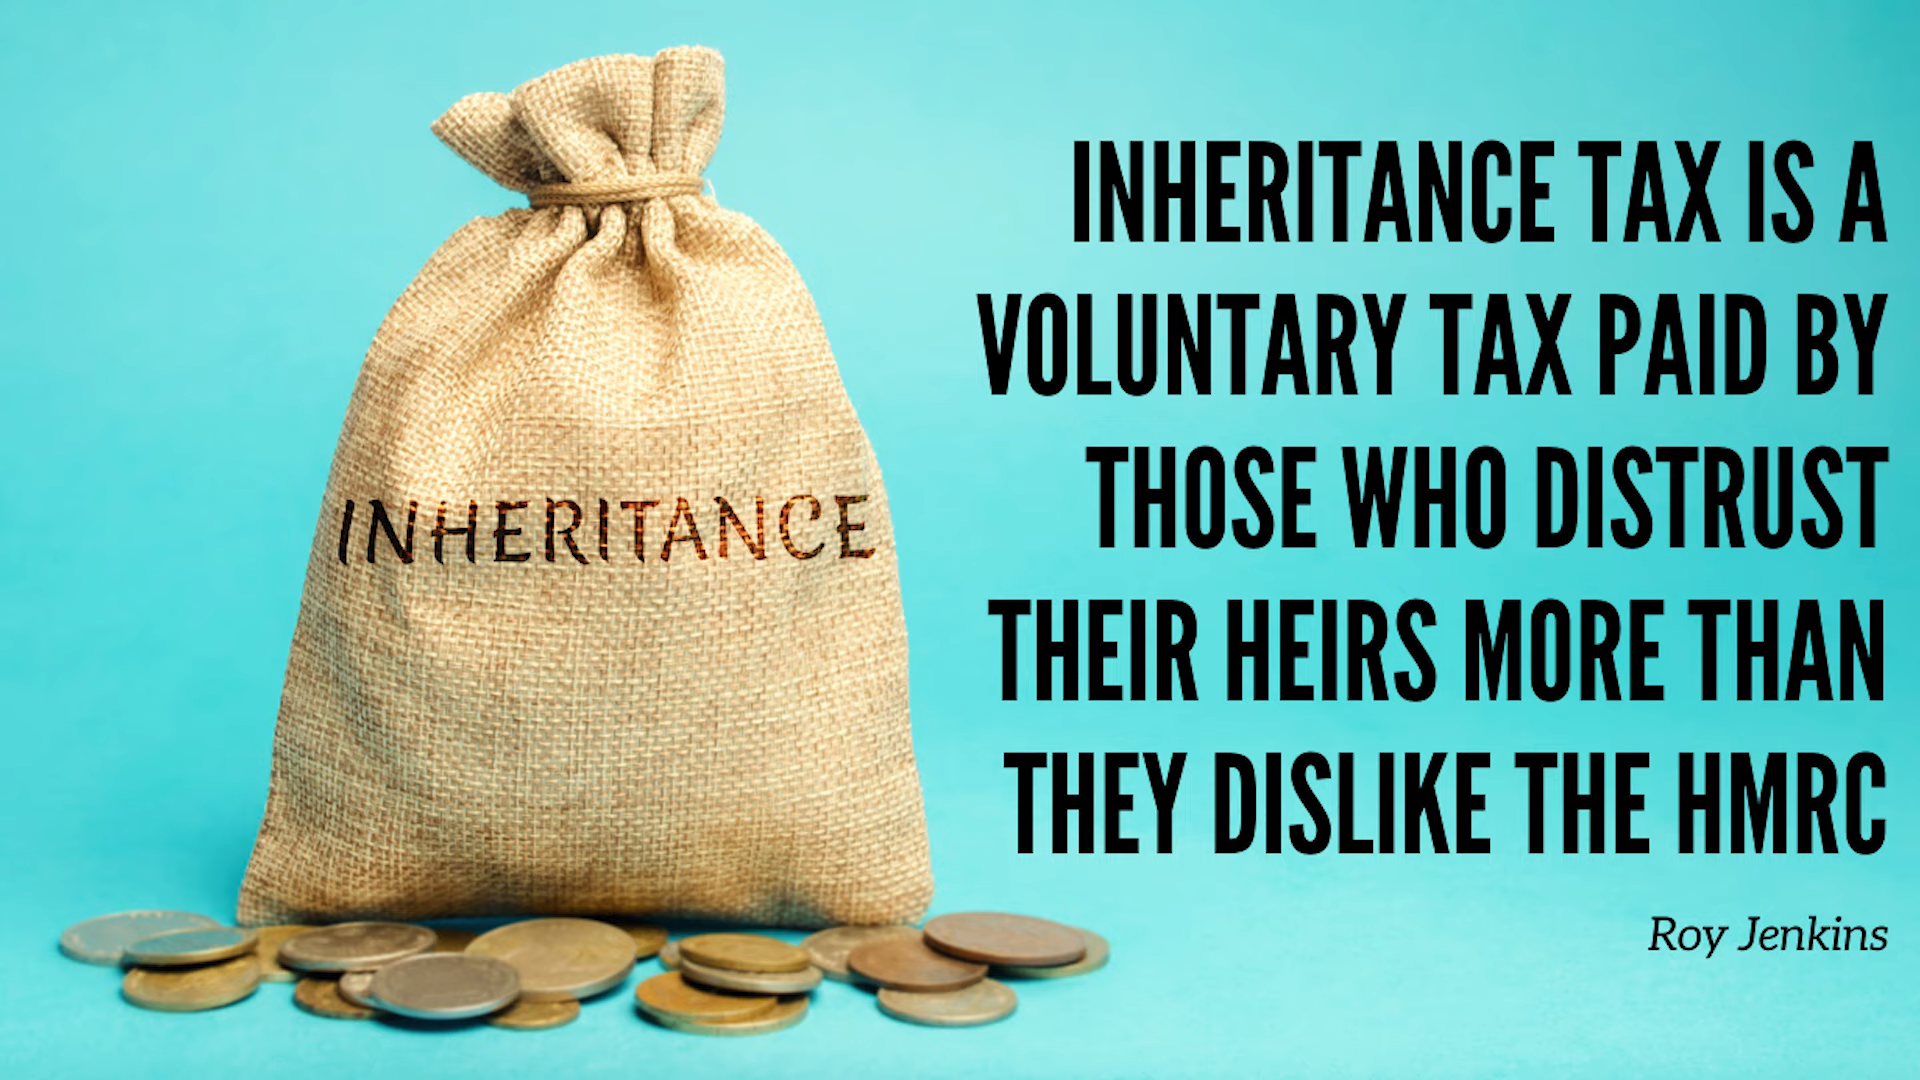 INHERITANCE
INHERITANCE TAX IS A
VOLUNTARY TAX PAID BY
THOSE WHO DISTRUST
THEIR HEIRS MORE THAN
THEY DISLIKE THE HMRC
Roy Jenkins